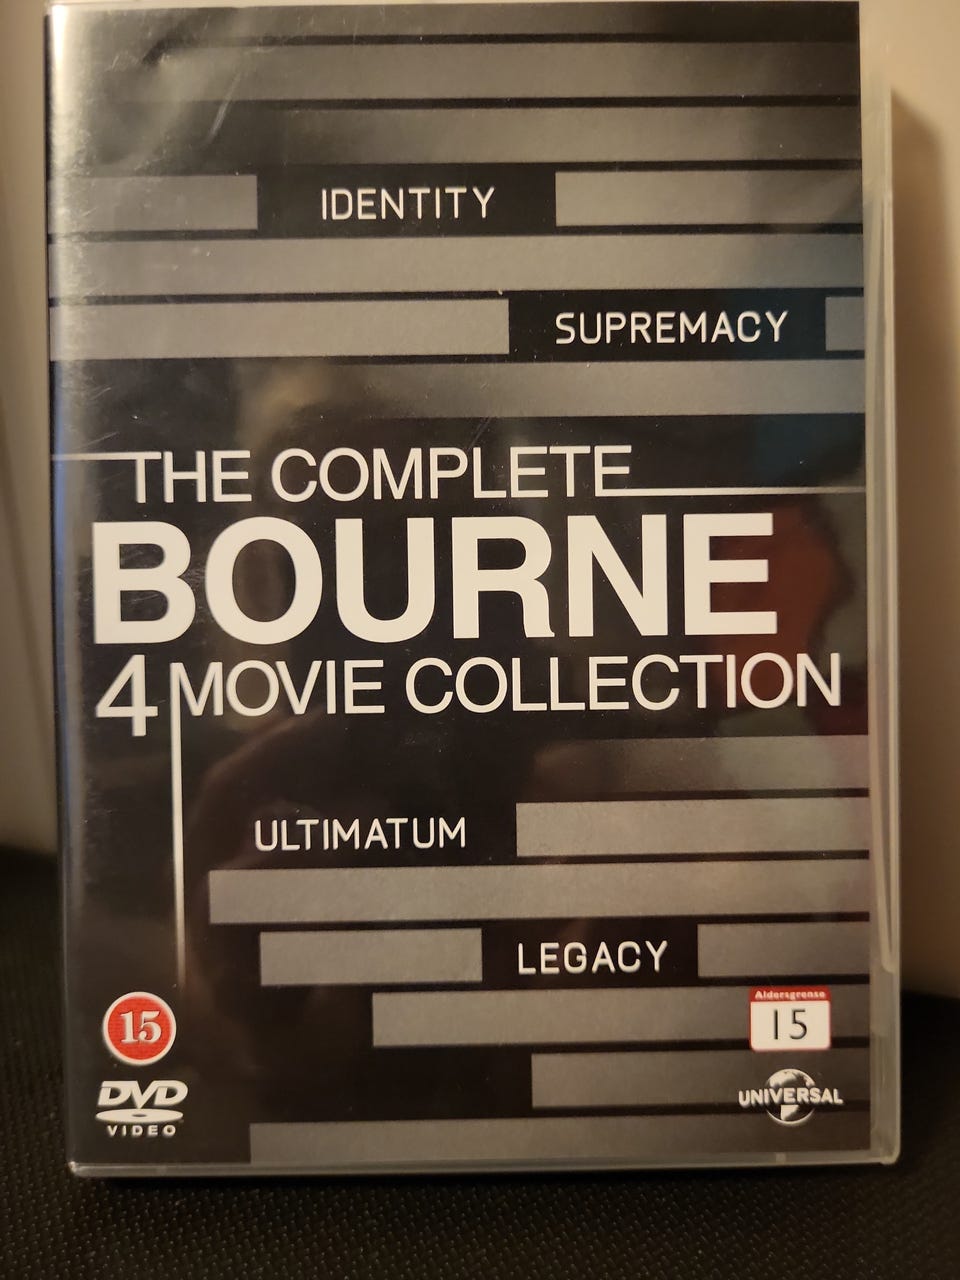 IDENTITY
SUPREMACY
THE COMPLETE
BOURNE
4 MOVIE COLLECTION
ULTIMATUM
LEGACY
15
Aldersgrense
15
DVD
VIDEO
UNIVERSAL